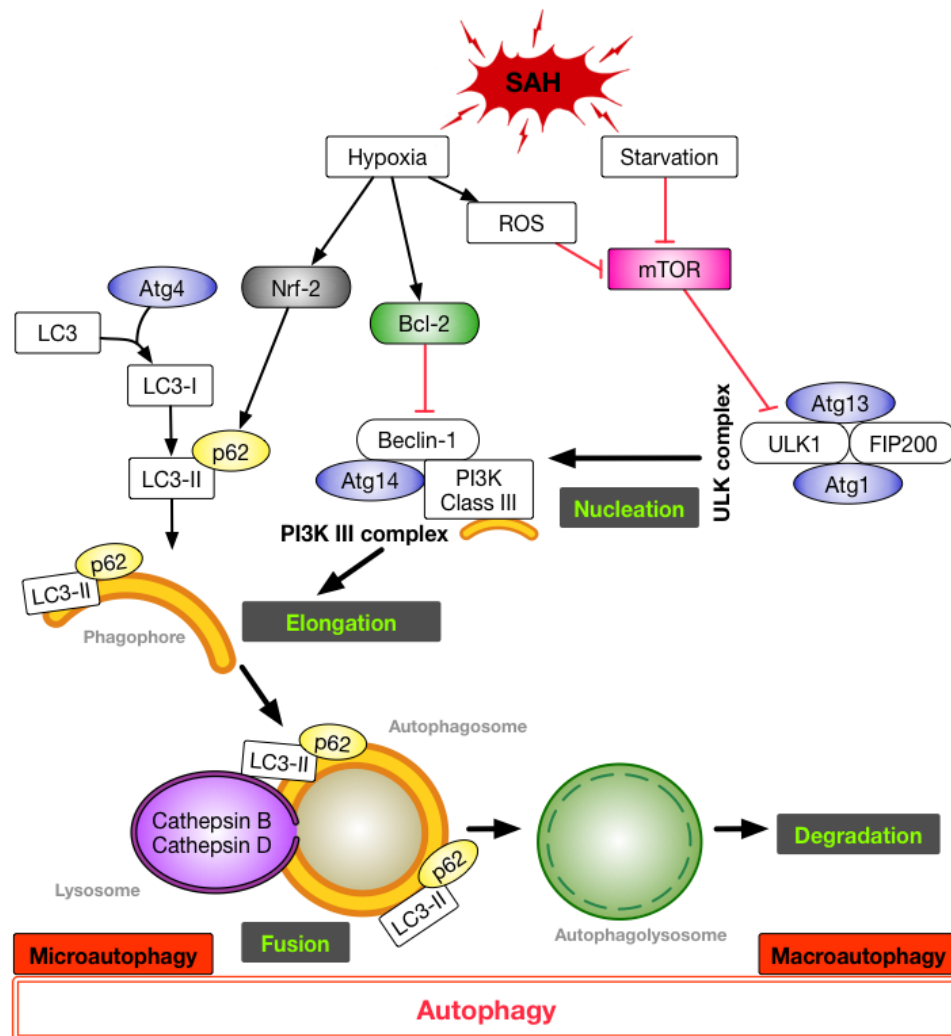 SAH
Hypoxia
Starvation
ROS
mTOR
Nrf-2
Atg4
Bcl-2
LC3
LC3-I
Atg13
ULK1
FIP200
Atg1
ULK complex
Beclin-1
p62
LC3-II
Atg14
PI3K
Class III
Nucleation
PI3K III complex
p62
LC3-II
Elongation
Phagophore
Autophagosome
p62
LC3-II
Cathepsin B
Cathepsin D
Degradation
p62
LC3-II
Lysosome
Autophagolysosome
Fusion
Microautophagy
Macroautophagy
Autophagy